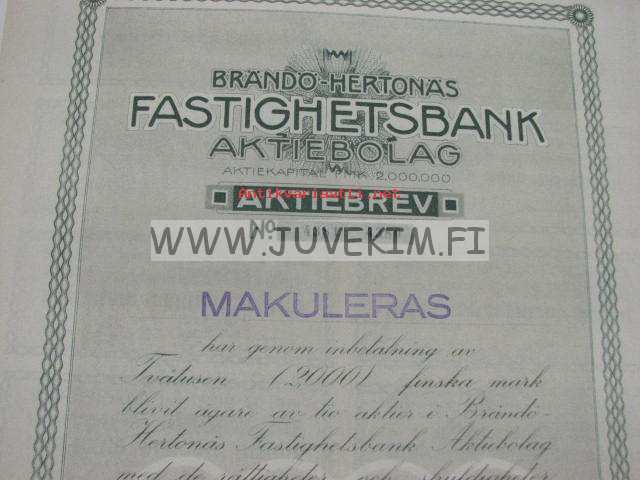 BRÄNDÖ-HERTONÄS
FASTIGHETSBANK
AKTIEBOLAG
AKTIEKAPITAL FMK 2,000,000
Antikvariaatti.net
AKTIEBREV
No.
WWW.JUVEKIM.FI
MAKULERAS
har genom inbetalning av
Tvåtusen (2000) finska mark
blivit ägare av tio aktier i Brändö-
Hertonäs Fastighetsbank Aktiebolag
med de rättigheter och skyldigheter